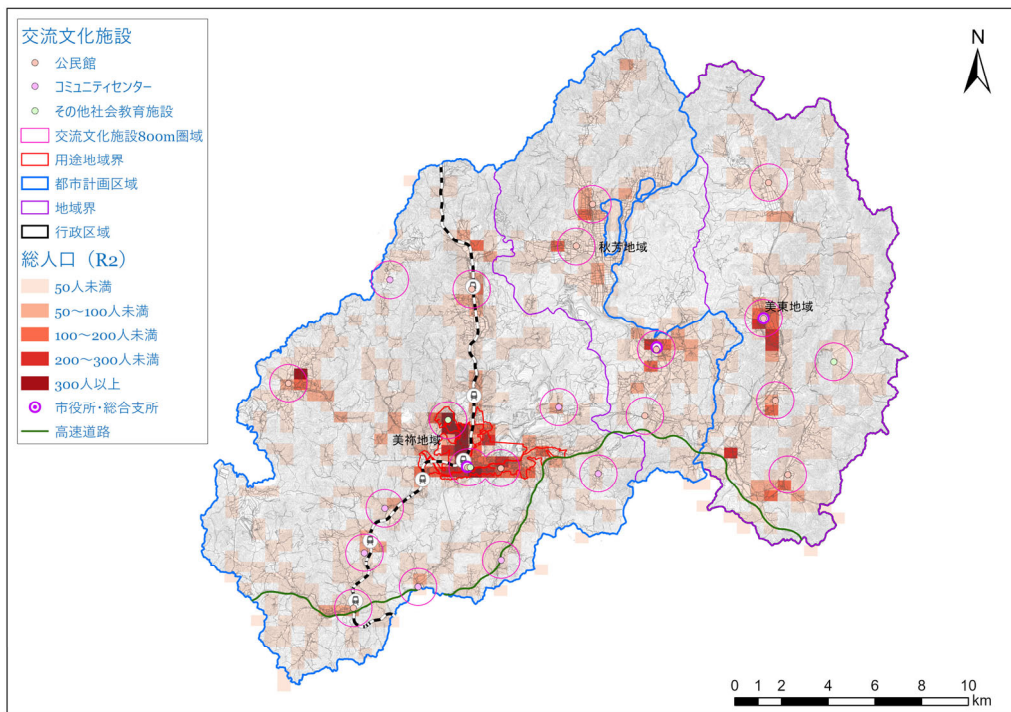 交流文化施設
公民館
コミュニティセンター
その他社会教育施設
交流文化施設800m圏域
用途地域界
都市計画区域
地域界
行政区域
総人口（R2）
50人未満
50～100人未満
100～200人未満
200～300人未満
300人以上
市役所・総合支所
高速道路
N
秋芳地域
美東地域
美祢地域
0 1 2 4 6 8 10
km